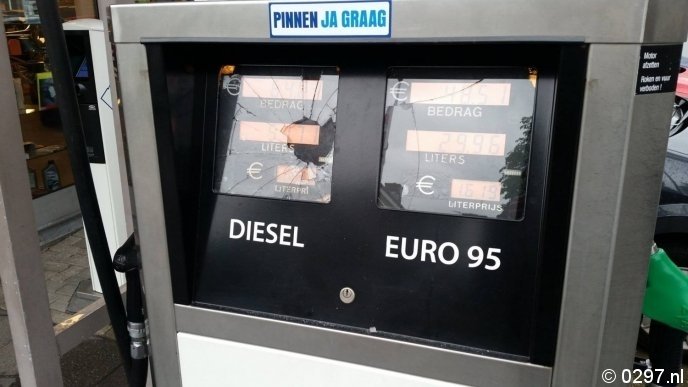 PINNEN JA GRAAG
Motor
afzetten
Roken en vuur
verboden !
€
BEDRAG
LITERS
€
LITERPRI
DIESEL
€
BEDRAG
29.96
LITERS
€ 1.619
LITERPRIJS
EURO 95
© 0297.nl